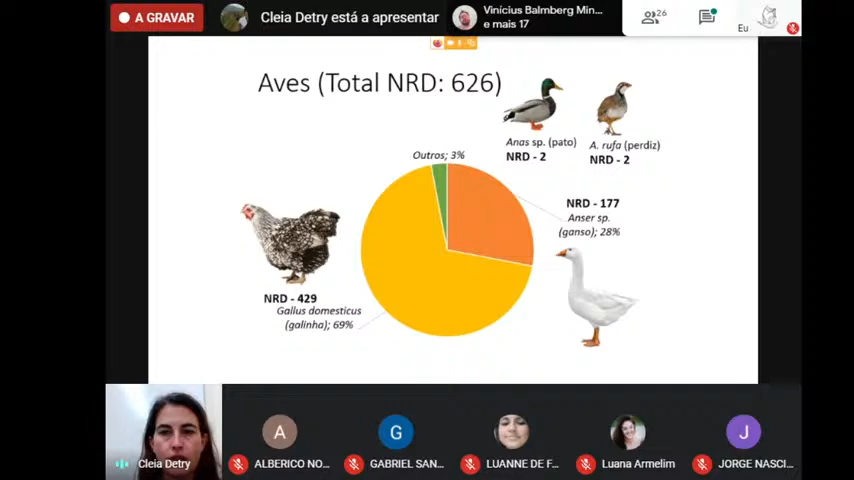 A GRAVAR
Cleia Detry está a apresentar
Vinícius Balmberg Min...
e mais 17
26
Eu
Aves (Total NRD: 626)
Anas sp. (pato)
NRD - 2
A. rufa (perdiz)
NRD - 2
Outros; 3%
NRD - 177
Anser sp.
(ganso); 28%
NRD - 429
Gallus domesticus
(galinha); 69%
Cleia Detry
A
ALBERICO NO...
G
GABRIEL SAN...
LUANNE DE F...
Luana Armelim
J
JORGE NASCI...